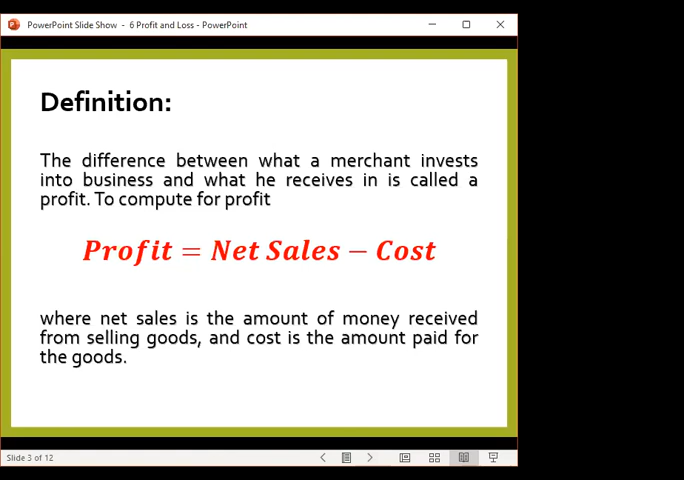 PowerPoint Slide Show - 6 Profit and Loss - PowerPoint
Definition:
The difference between what a merchant invests
into business and what he receives in is called a
profit. To compute for profit
Profit = Net Sales − Cost
where net sales is the amount of money received
from selling goods, and cost is the amount paid for
the goods.
Slide 3 of 12